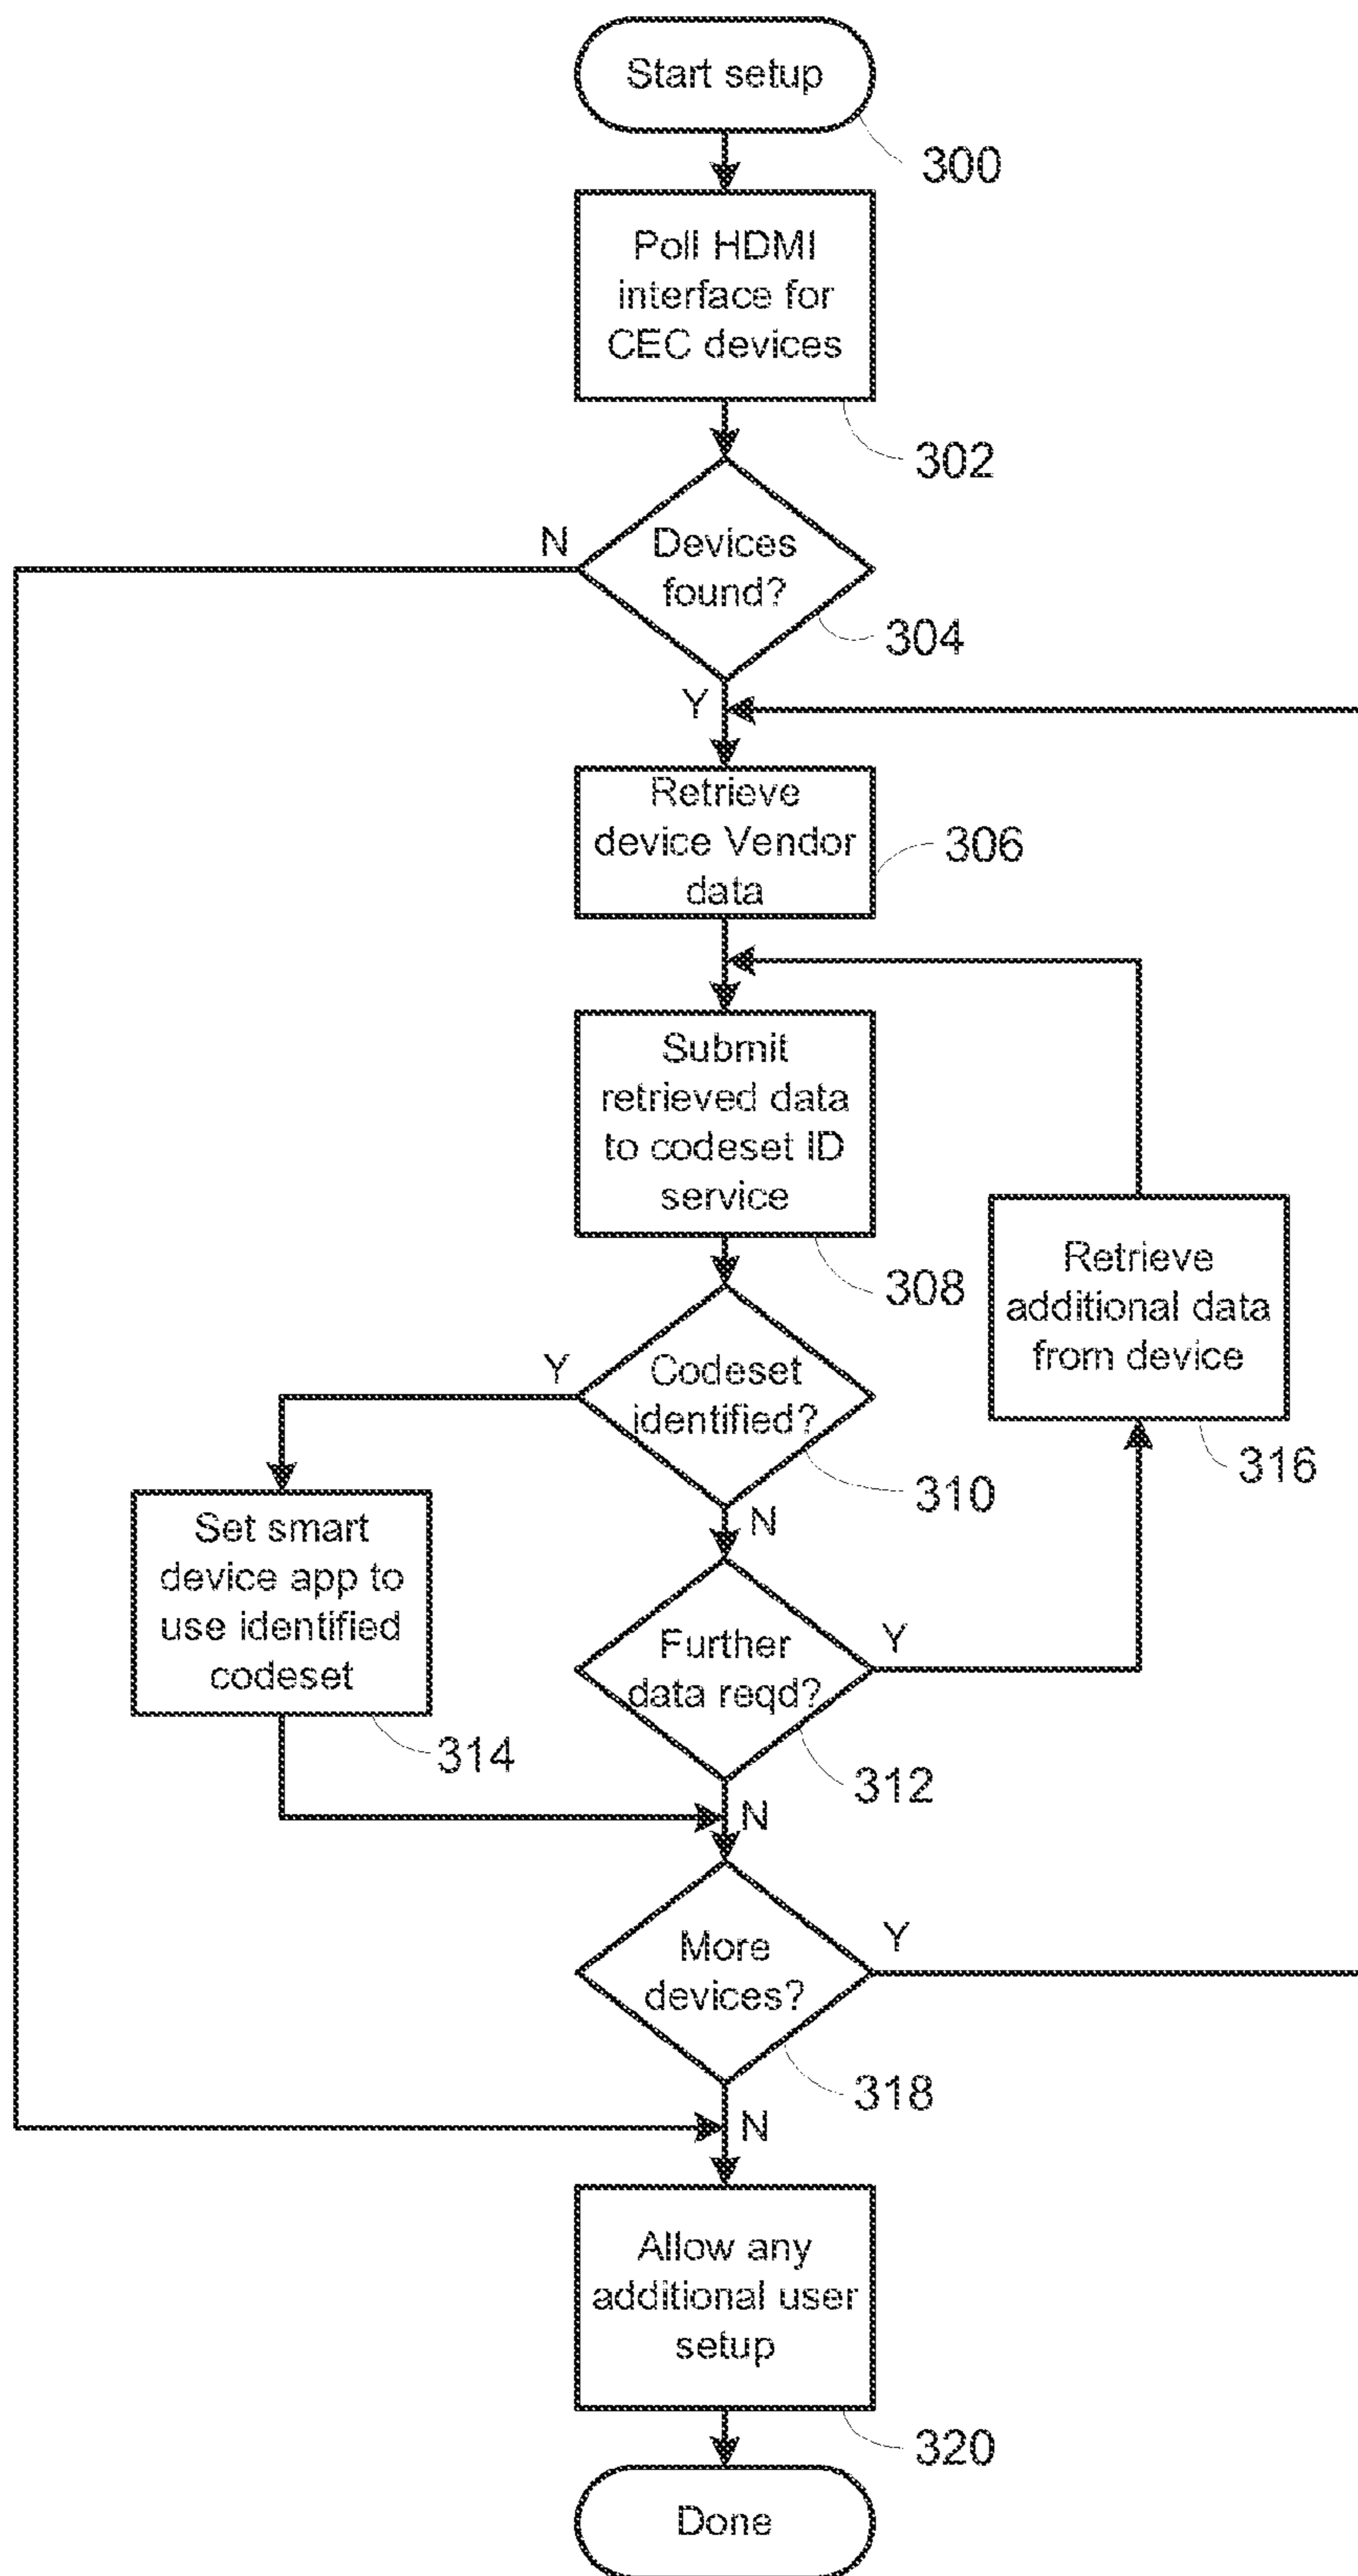 Start setup
300
Poll HDMI
interface for
CEC devices
302
N
Devices
found?
304
Y
Retrieve
device Vendor
data
306
Submit
retrieved data
to codeset ID
service
308
Retrieve
additional data
from device
316
Y
Codeset
identified?
310
N
Set smart
device app to
use identified
codeset
314
Further
data reqd?
Y
312
N
More
devices?
Y
318
N
Allow any
additional user
setup
320
Done